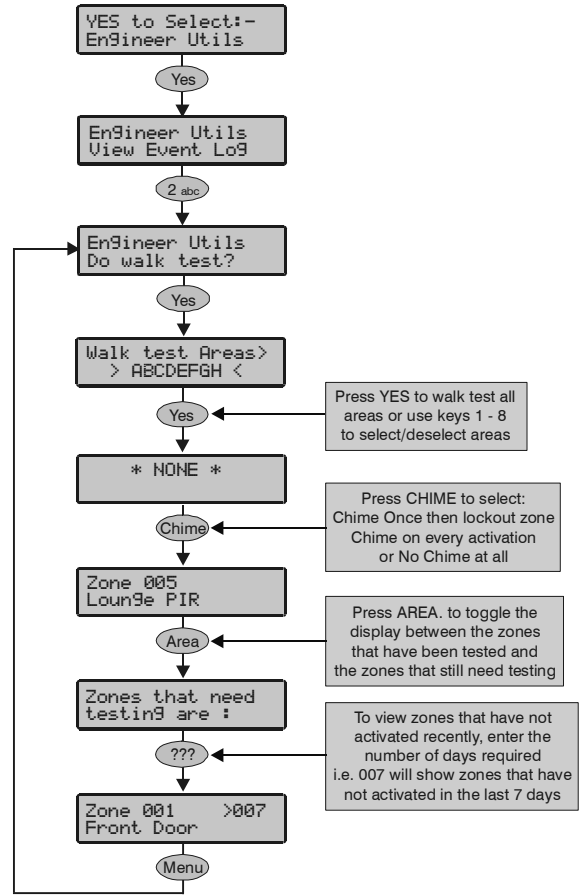 YES to Select:-
Engineer Utils
Yes
Engineer Utils
View Event Log
2 abc
Engineer Utils
Do walk test?
Yes
Walk test Areas>
> ABCDEFGH <
Yes
Press YES to walk test all
areas or use keys 1 - 8
to select/deselect areas
* NONE *
Chime
Press CHIME to select:
Chime Once then lockout zone
Chime on every activation
or No Chime at all
Zone 005
Lounge PIR
Area
Press AREA. to toggle the
display between the zones
that have been tested and
the zones that still need testing
Zones that need
testing are :
???
To view zones that have not
activated recently, enter the
number of days required
i.e. 007 will show zones that have
not activated in the last 7 days
Zone 001 >007
Front Door
Menu